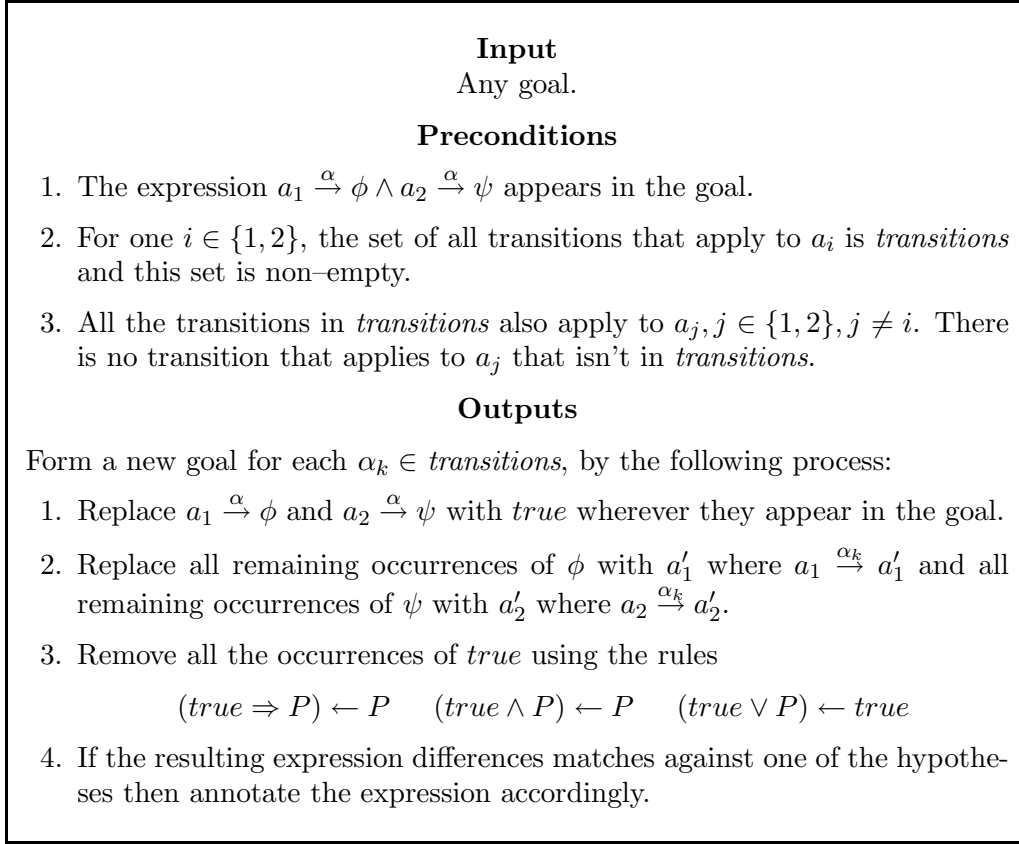 Input
Any goal.
Preconditions
1. The expression a₁ →^α ϕ ∧ a₂ →^α ψ appears in the goal.
2. For one i ∈ {1, 2}, the set of all transitions that apply to aᵢ is transitions
and this set is non–empty.
3. All the transitions in transitions also apply to aⱼ, j ∈ {1, 2}, j ≠ i. There
is no transition that applies to aⱼ that isn't in transitions.
Outputs
Form a new goal for each αₖ ∈ transitions, by the following process:
1. Replace a₁ →^α ϕ and a₂ →^α ψ with true wherever they appear in the goal.
2. Replace all remaining occurrences of ϕ with a′₁ where a₁ →^αₖ a′₁ and all
remaining occurrences of ψ with a′₂ where a₂ →^αₖ a′₂.
3. Remove all the occurrences of true using the rules
(true ⇒ P) ← P (true ∧ P) ← P (true ∨ P) ← true
4. If the resulting expression differences matches against one of the hypothe-
ses then annotate the expression accordingly.